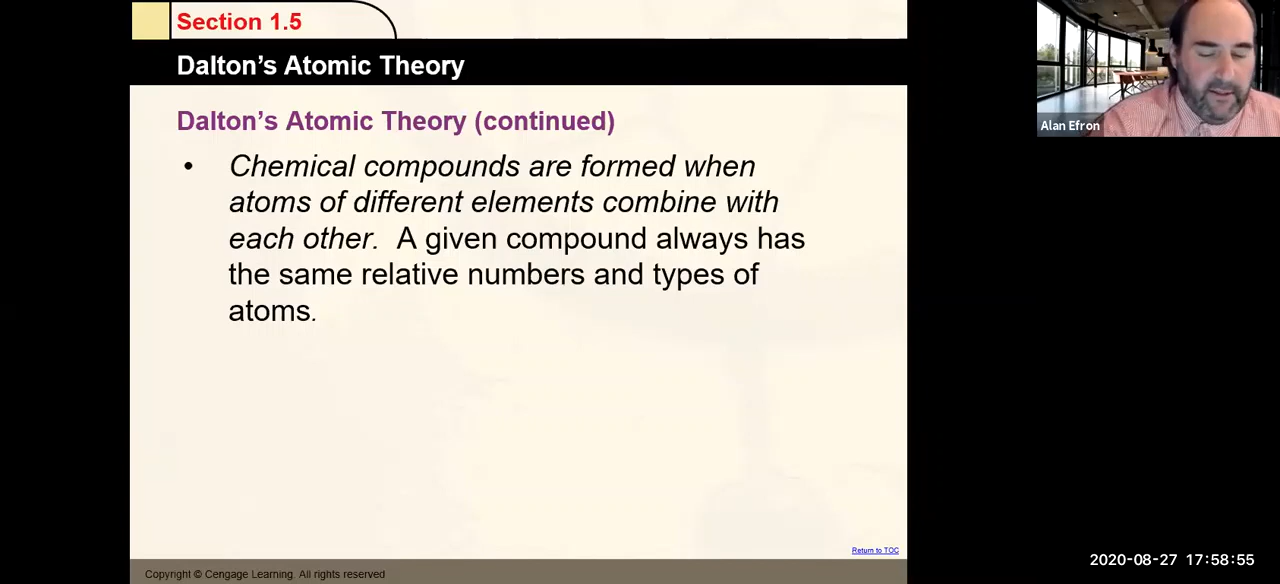 Section 1.5
Dalton’s Atomic Theory
Dalton’s Atomic Theory (continued)
• Chemical compounds are formed when
atoms of different elements combine with
each other. A given compound always has
the same relative numbers and types of
atoms.
Return to TOC
Copyright © Cengage Learning. All rights reserved
Alan Efron
2020-08-27 17:58:55